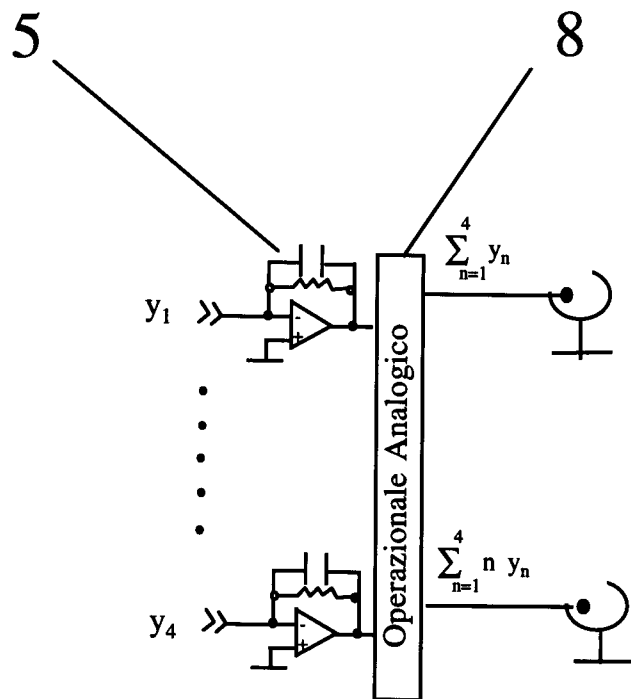 5
8
4
∑ yₙ
n=1
y₁
-
+
Operazionale Analogico
4
∑ n yₙ
n=1
y₄
-
+